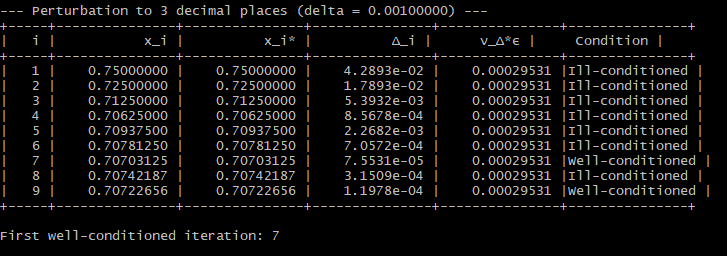 --- Perturbation to 3 decimal places (delta = 0.00100000) ---
+-----+---------------+---------------+---------------+---------------+---------------+
| i | x_i | x_i* | Δ_i | ν_Δ*ϵ | Condition |
+-----+---------------+---------------+---------------+---------------+---------------+
| 1 | 0.75000000 | 0.75000000 | 4.2893e-02 | 0.00029531 |Ill-conditioned |
| 2 | 0.72500000 | 0.72500000 | 1.7893e-02 | 0.00029531 |Ill-conditioned |
| 3 | 0.71250000 | 0.71250000 | 5.3932e-03 | 0.00029531 |Ill-conditioned |
| 4 | 0.70625000 | 0.70625000 | 8.5678e-04 | 0.00029531 |Ill-conditioned |
| 5 | 0.70937500 | 0.70937500 | 2.2682e-03 | 0.00029531 |Ill-conditioned |
| 6 | 0.70781250 | 0.70781250 | 7.0572e-04 | 0.00029531 |Ill-conditioned |
| 7 | 0.70703125 | 0.70703125 | 7.5531e-05 | 0.00029531 |Well-conditioned |
| 8 | 0.70742187 | 0.70742187 | 3.1509e-04 | 0.00029531 |Ill-conditioned |
| 9 | 0.70722656 | 0.70722656 | 1.1978e-04 | 0.00029531 |Well-conditioned |
+-----+---------------+---------------+---------------+---------------+---------------+
First well-conditioned iteration: 7